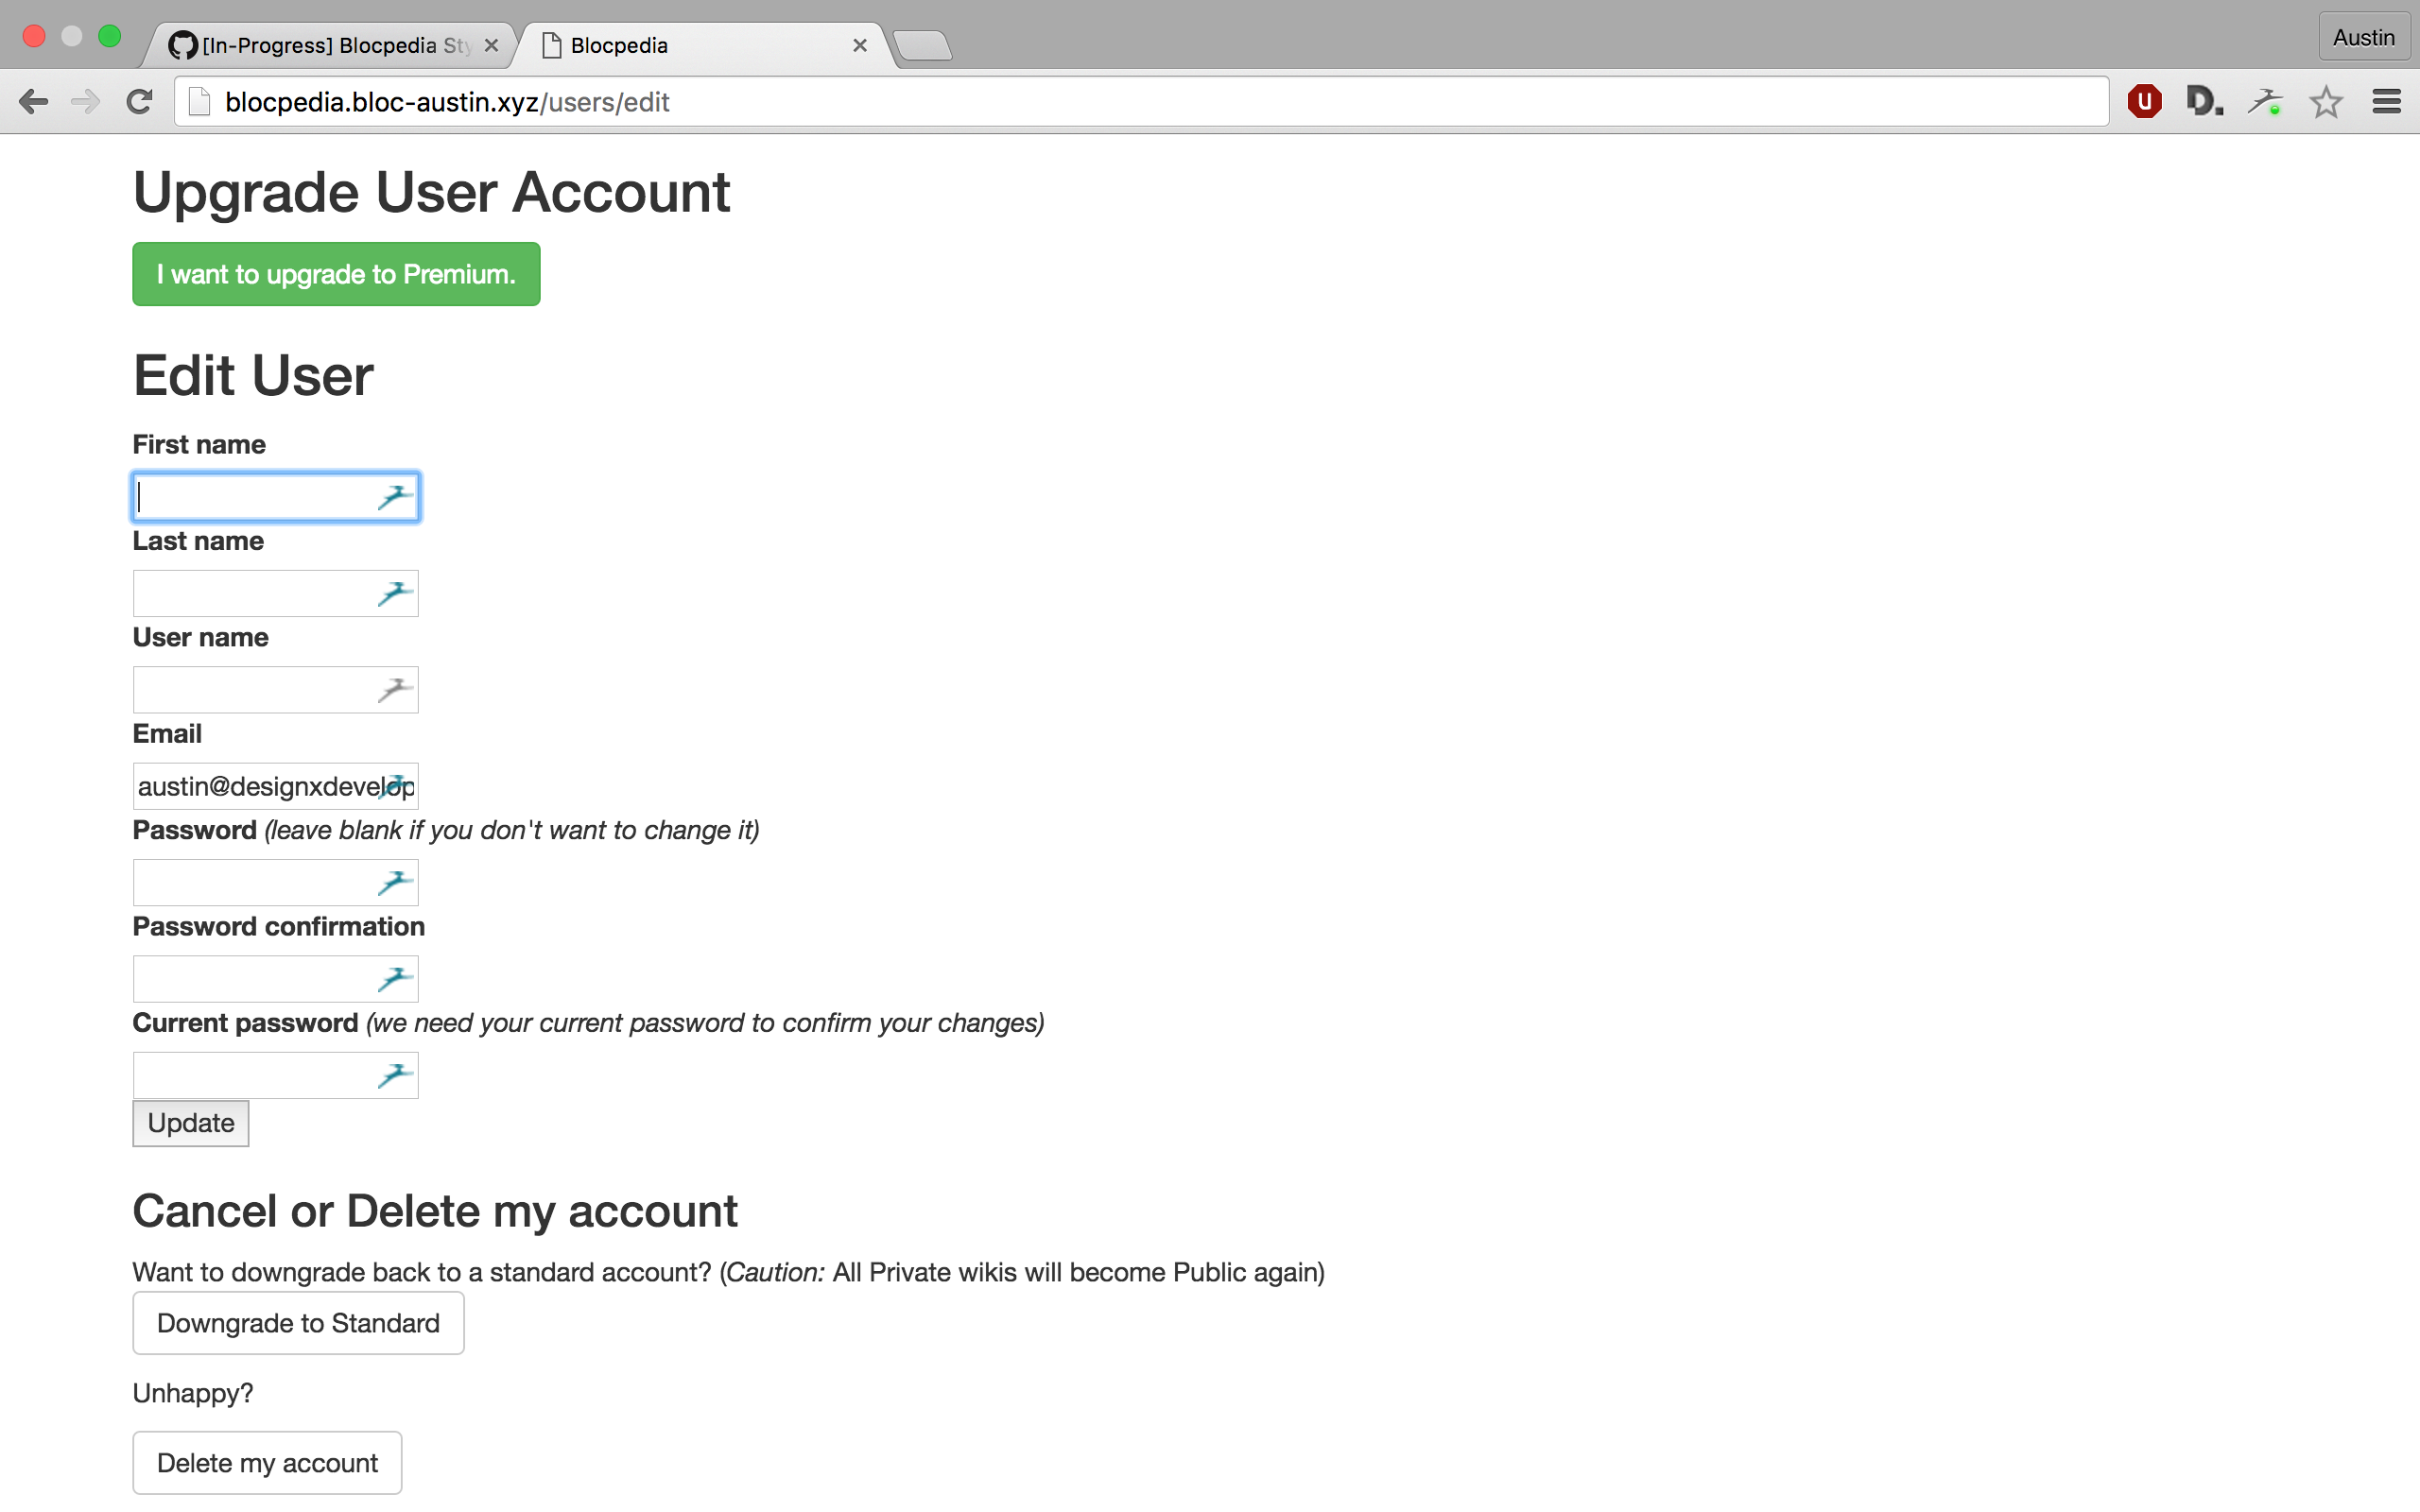 [In-Progress] Blocpedia Sty
Blocpedia
Austin
blocpedia.bloc-austin.xyz/users/edit
Upgrade User Account
I want to upgrade to Premium.
Edit User
First name
Last name
User name
Email
austin@designxdevelop
Password (leave blank if you don't want to change it)
Password confirmation
Current password (we need your current password to confirm your changes)
Update
Cancel or Delete my account
Want to downgrade back to a standard account? (Caution: All Private wikis will become Public again)
Downgrade to Standard
Unhappy?
Delete my account